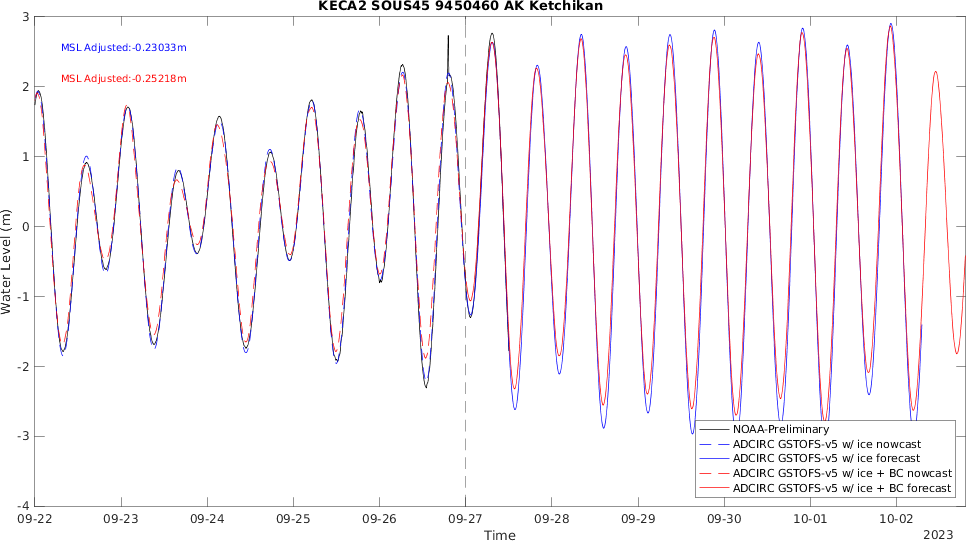 KECA2 SOUS45 9450460 AK Ketchikan
MSL Adjusted:-0.23033m
MSL Adjusted:-0.25218m
Water Level (m)
3
2
1
0
-1
-2
-3
-4
NOAA-Preliminary
ADCIRC GSTOFS-v5 w/ ice nowcast
ADCIRC GSTOFS-v5 w/ ice forecast
ADCIRC GSTOFS-v5 w/ ice + BC nowcast
ADCIRC GSTOFS-v5 w/ ice + BC forecast
09-22 09-23 09-24 09-25 09-26 09-27 09-28 09-29 09-30 10-01 10-02
Time
2023